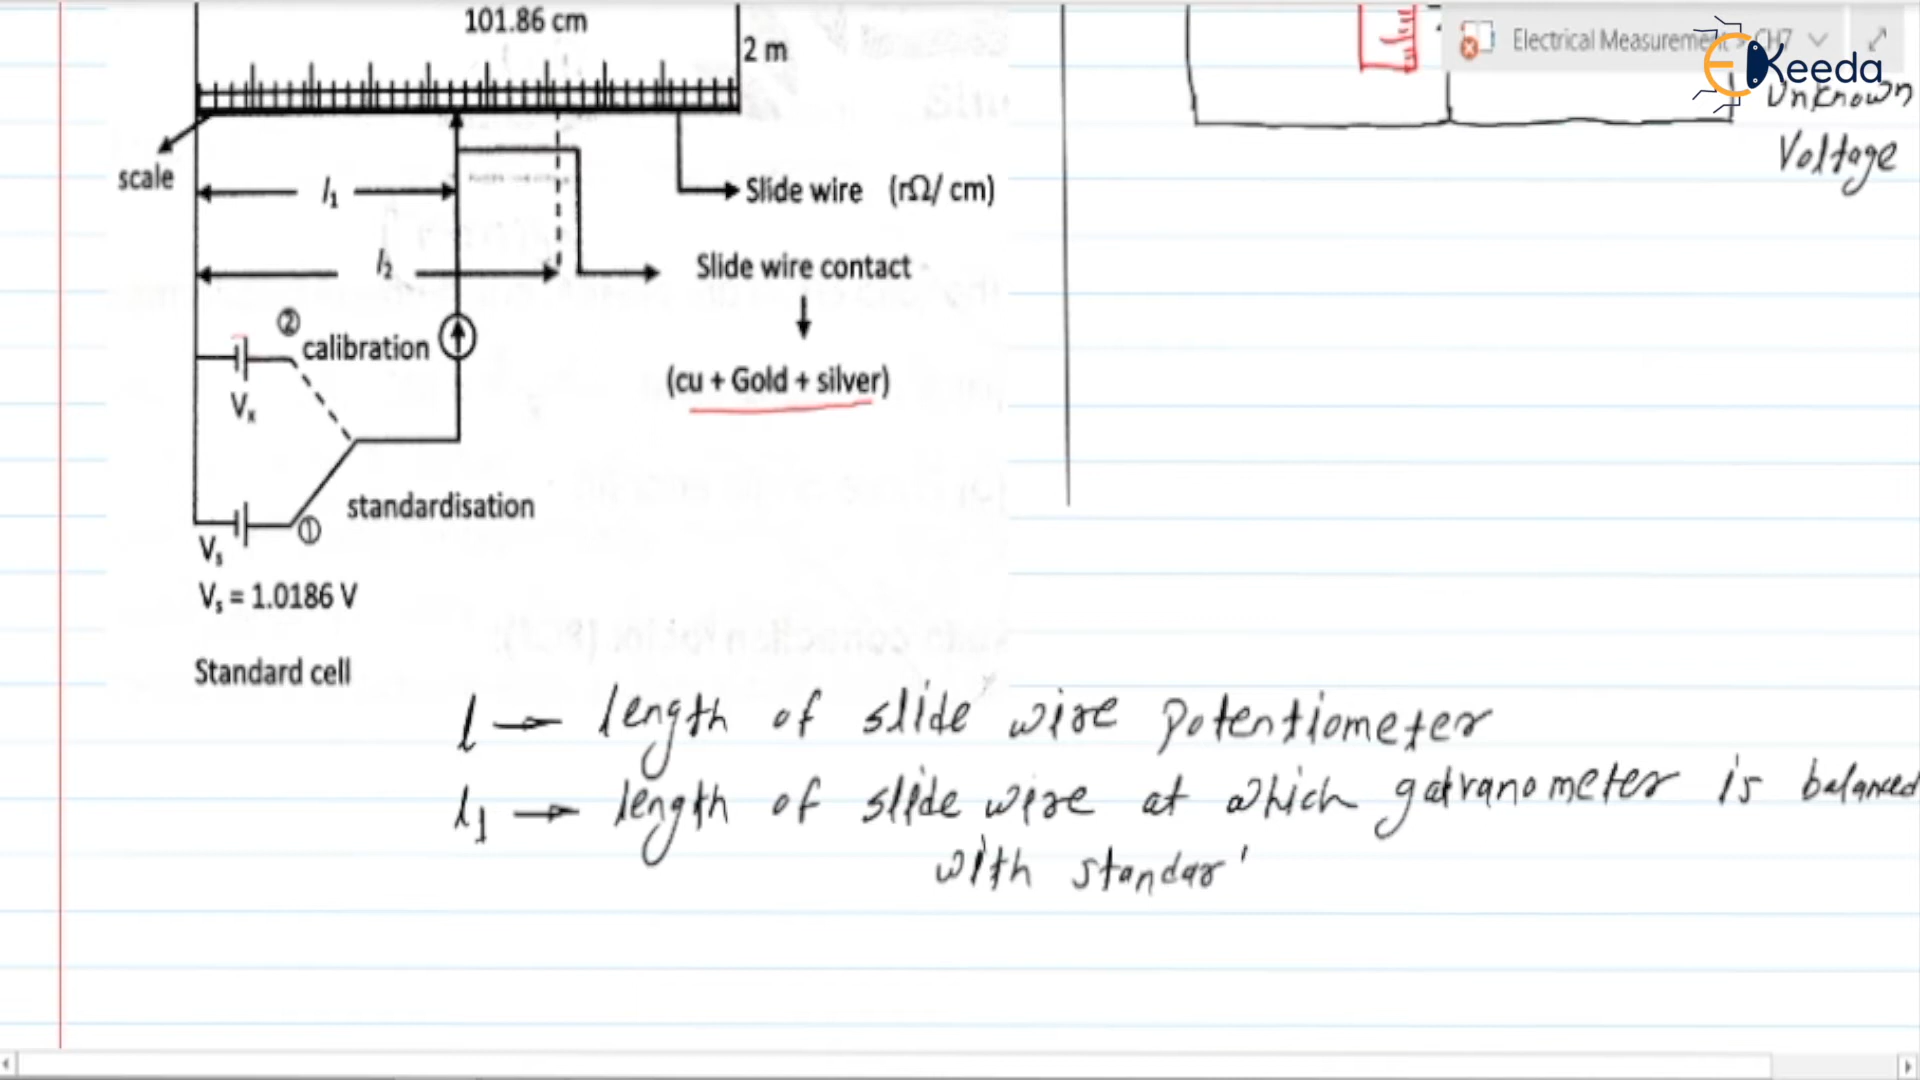 101.86 cm
2 m
Electrical Measurement > CH7
Keeda
Unknown
Voltage
scale
l₁
Slide wire (rΩ/ cm)
l₂
Slide wire contact
②
calibration
(cu + Gold + silver)
Vₓ
standardisation
①
Vₛ
Vₛ = 1.0186 V
Standard cell
l → length of slide wire potentiometer
l₁ → length of slide wire at which galvanometer is balanced
with standar